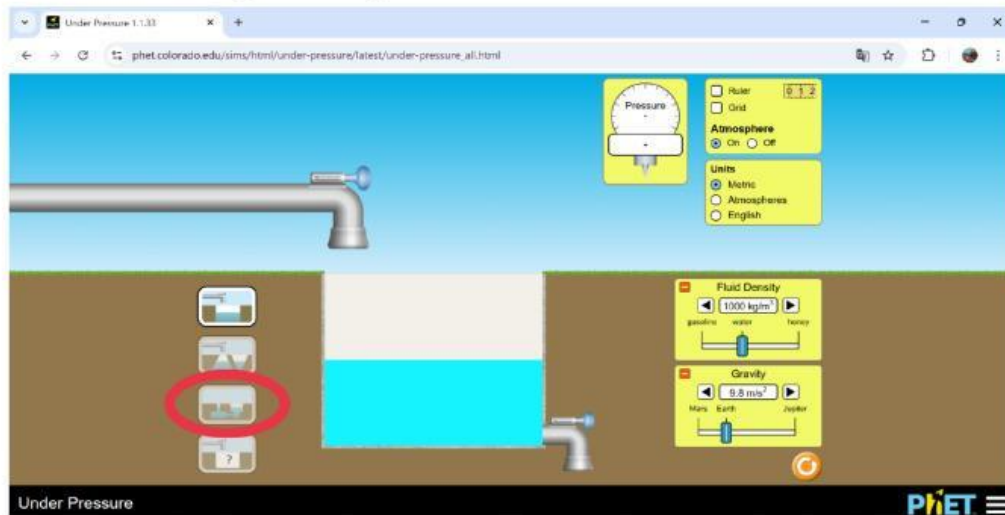 Under Pressure 1.1.33
phet.colorado.edu/sims/html/under-pressure/latest/under-pressure_all.html
Pressure
-
-
Ruler
0 1 2
Grid
Atmosphere
On
Off
Units
Metric
Atmospheres
English
Fluid Density
1000 kg/m³
gasoline water honey
Gravity
9.8 m/s²
Mars Earth Jupiter
?
Under Pressure
PhET